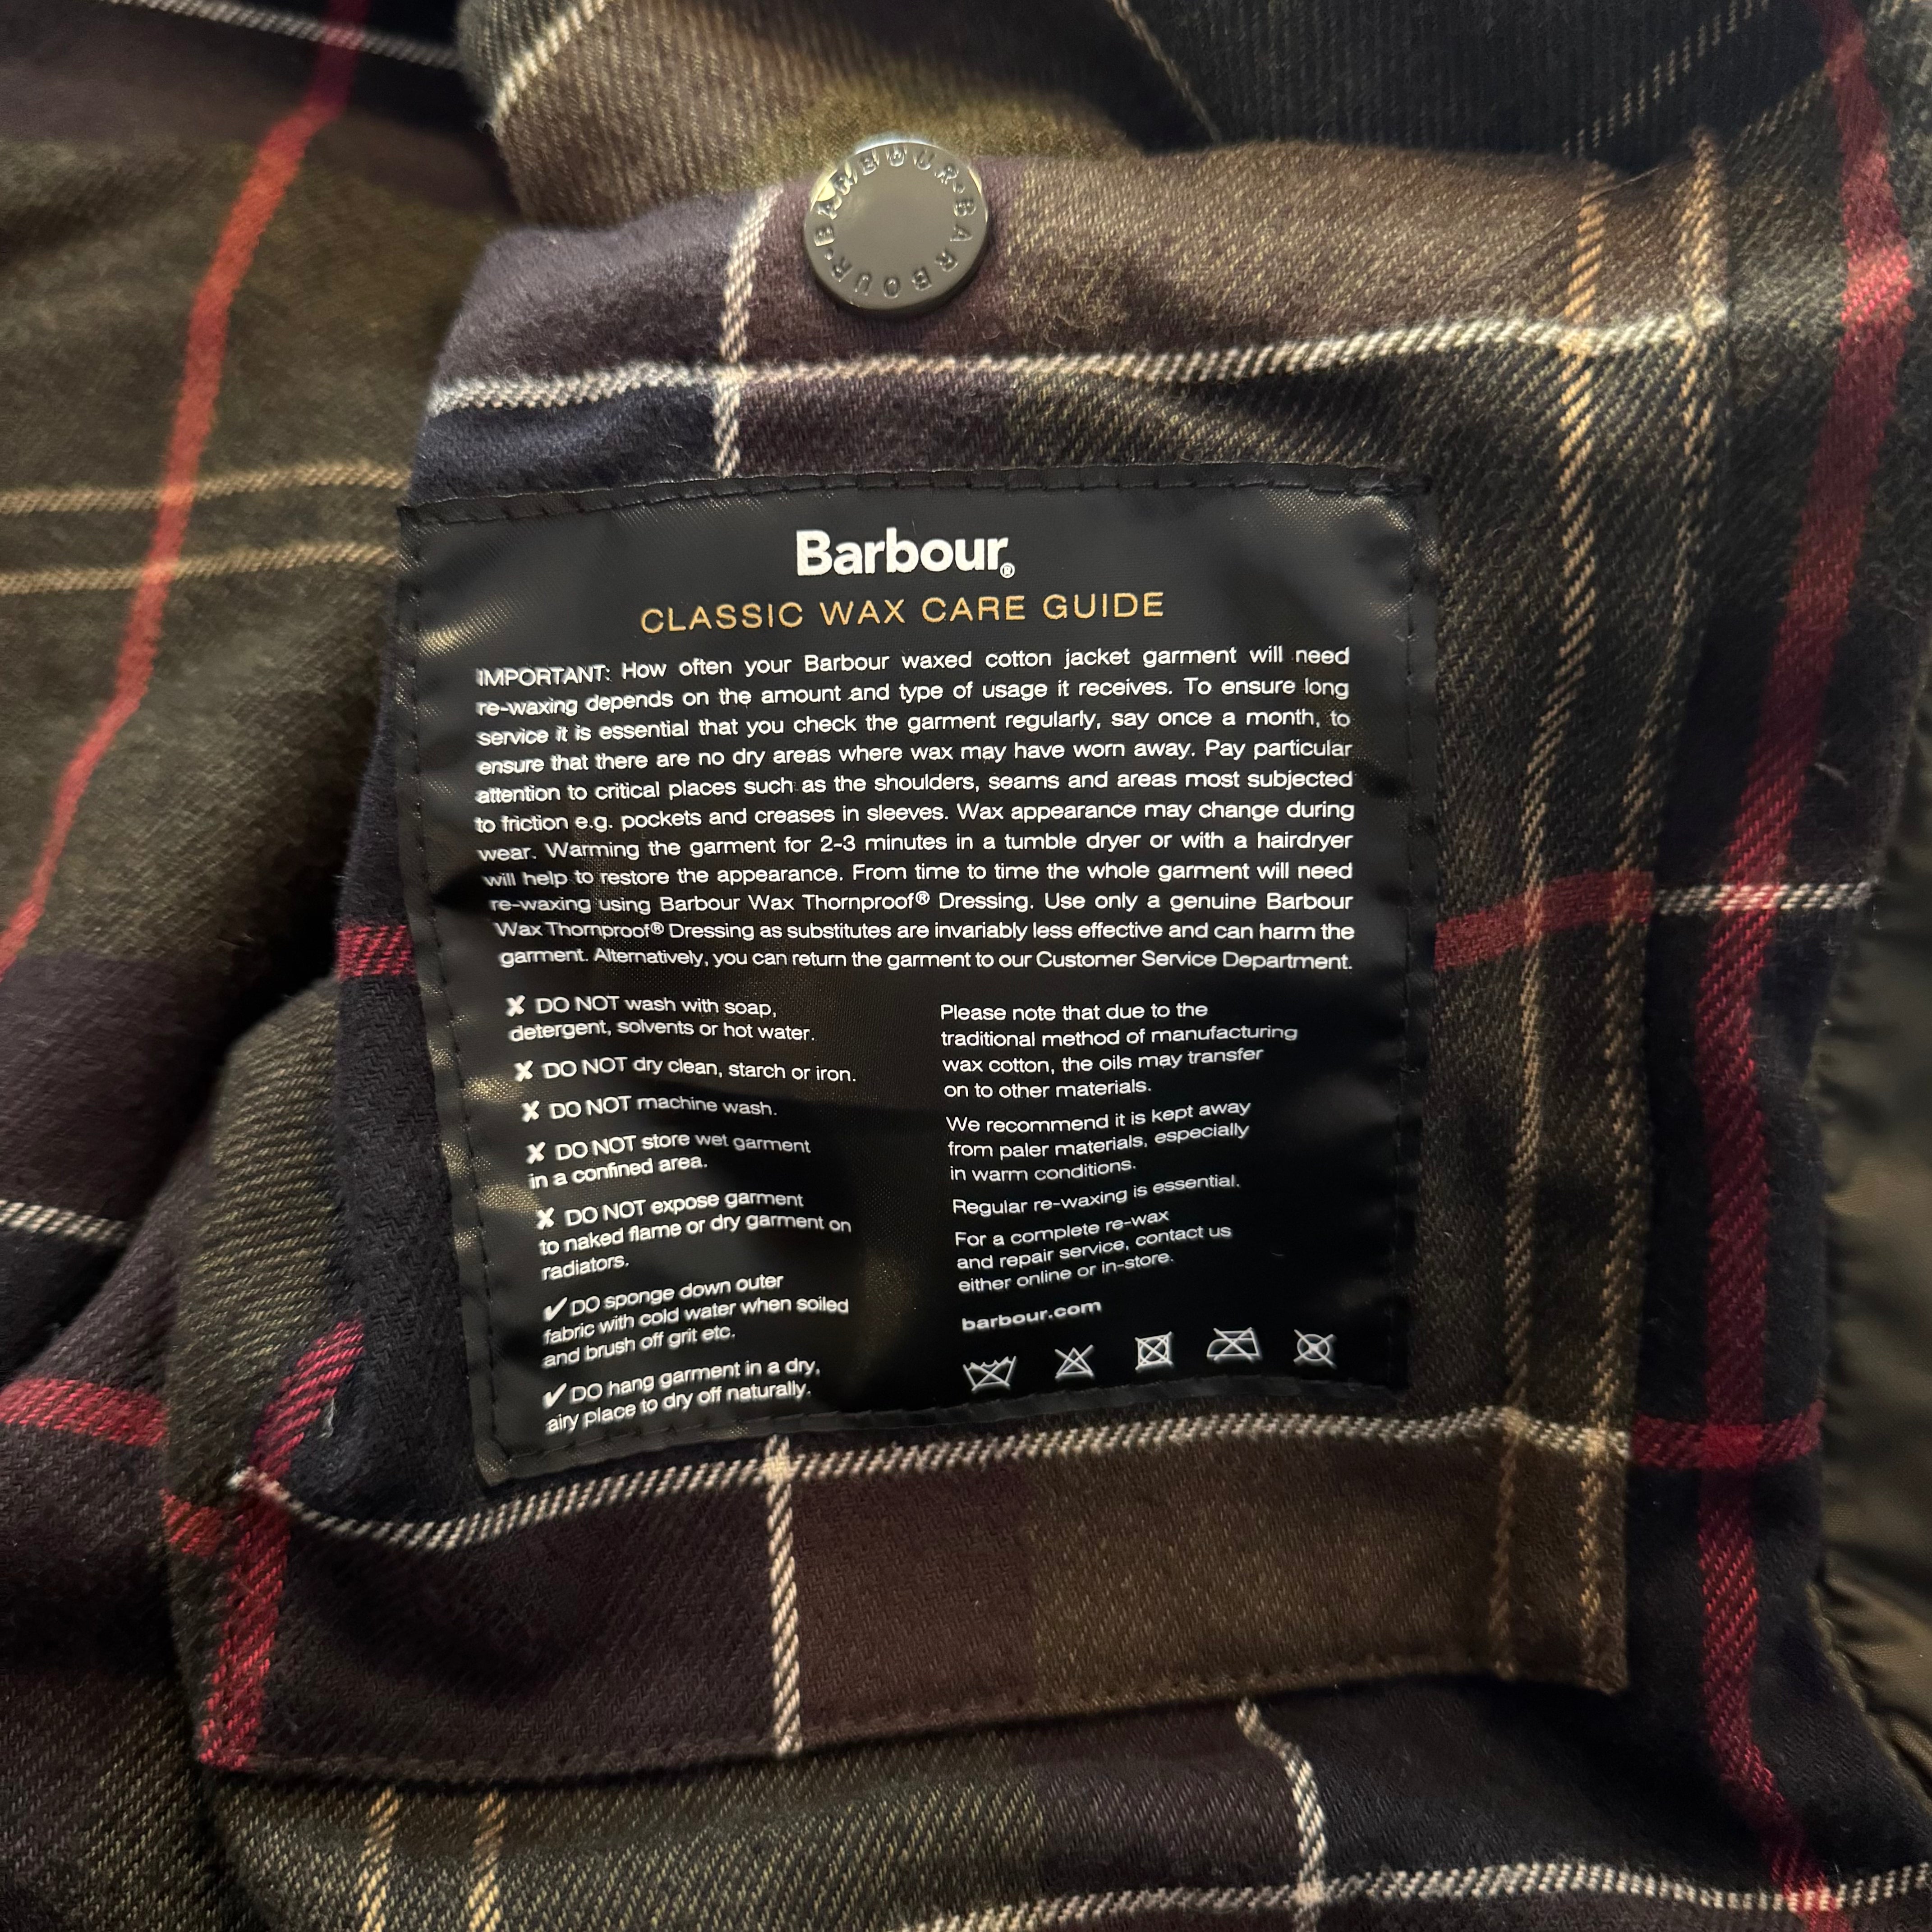 BARBOUR · BARBOUR ·
Barbour®
CLASSIC WAX CARE GUIDE
IMPORTANT: How often your Barbour waxed cotton jacket garment will need
re-waxing depends on the amount and type of usage it receives. To ensure long
service it is essential that you check the garment regularly, say once a month, to
ensure that there are no dry areas where wax may have worn away. Pay particular
attention to critical places such as the shoulders, seams and areas most subjected
to friction e.g. pockets and creases in sleeves. Wax appearance may change during
wear. Warming the garment for 2-3 minutes in a tumble dryer or with a hairdryer
will help to restore the appearance. From time to time the whole garment will need
re-waxing using Barbour Wax Thornproof® Dressing. Use only a genuine Barbour
Wax Thornproof® Dressing as substitutes are invariably less effective and can harm the
garment. Alternatively, you can return the garment to our Customer Service Department.
✘ DO NOT wash with soap,
detergent, solvents or hot water.
✘ DO NOT dry clean, starch or iron.
✘ DO NOT machine wash.
✘ DO NOT store wet garment
in a confined area.
✘ DO NOT expose garment
to naked flame or dry garment on
radiators.
✔ DO sponge down outer
fabric with cold water when soiled
and brush off grit etc.
✔ DO hang garment in a dry,
airy place to dry off naturally.
Please note that due to the
traditional method of manufacturing
wax cotton, the oils may transfer
on to other materials.
We recommend it is kept away
from paler materials, especially
in warm conditions.
Regular re-waxing is essential.
For a complete re-wax
and repair service, contact us
either online or in-store.
barbour.com